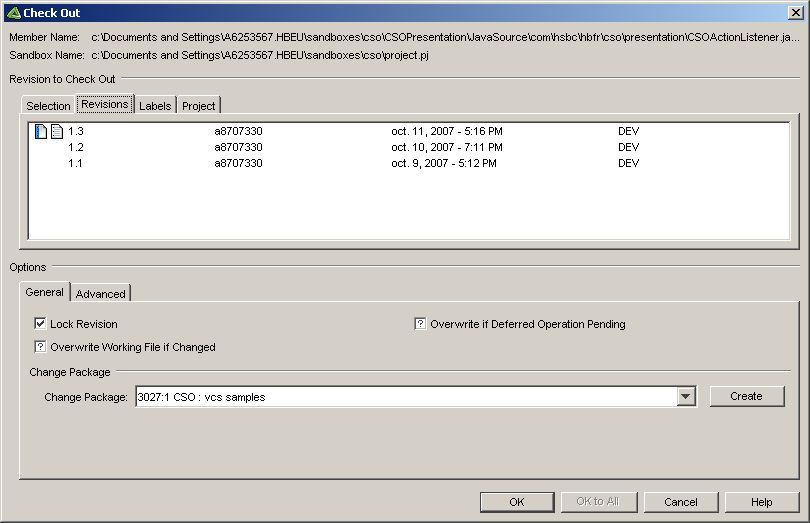 Check Out
Member Name: c:\Documents and Settings\A6253567.HBEU\sandboxes\cso\CSOPresentation\JavaSource\com\hsbc\hbfr\cso\presentation\CSOActionListener.ja...
Sandbox Name: c:\Documents and Settings\A6253567.HBEU\sandboxes\cso\project.pj
Revision to Check Out
Selection Revisions Labels Project
1.3 a8707330 oct. 11, 2007 - 5:16 PM DEV
1.2 a8707330 oct. 10, 2007 - 7:11 PM DEV
1.1 a8707330 oct. 9, 2007 - 5:12 PM DEV
Options
General Advanced
Lock Revision ? Overwrite if Deferred Operation Pending
? Overwrite Working File if Changed
Change Package
Change Package: 3027:1 CSO : vcs samples Create
OK OK to All Cancel Help